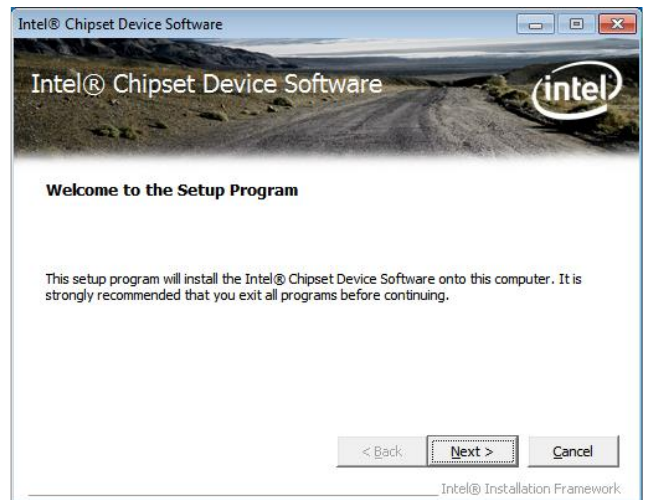 Intel® Chipset Device Software
Intel® Chipset Device Software
intel
Welcome to the Setup Program
This setup program will install the Intel® Chipset Device Software onto this computer. It is
strongly recommended that you exit all programs before continuing.
< Back Next > Cancel
Intel® Installation Framework